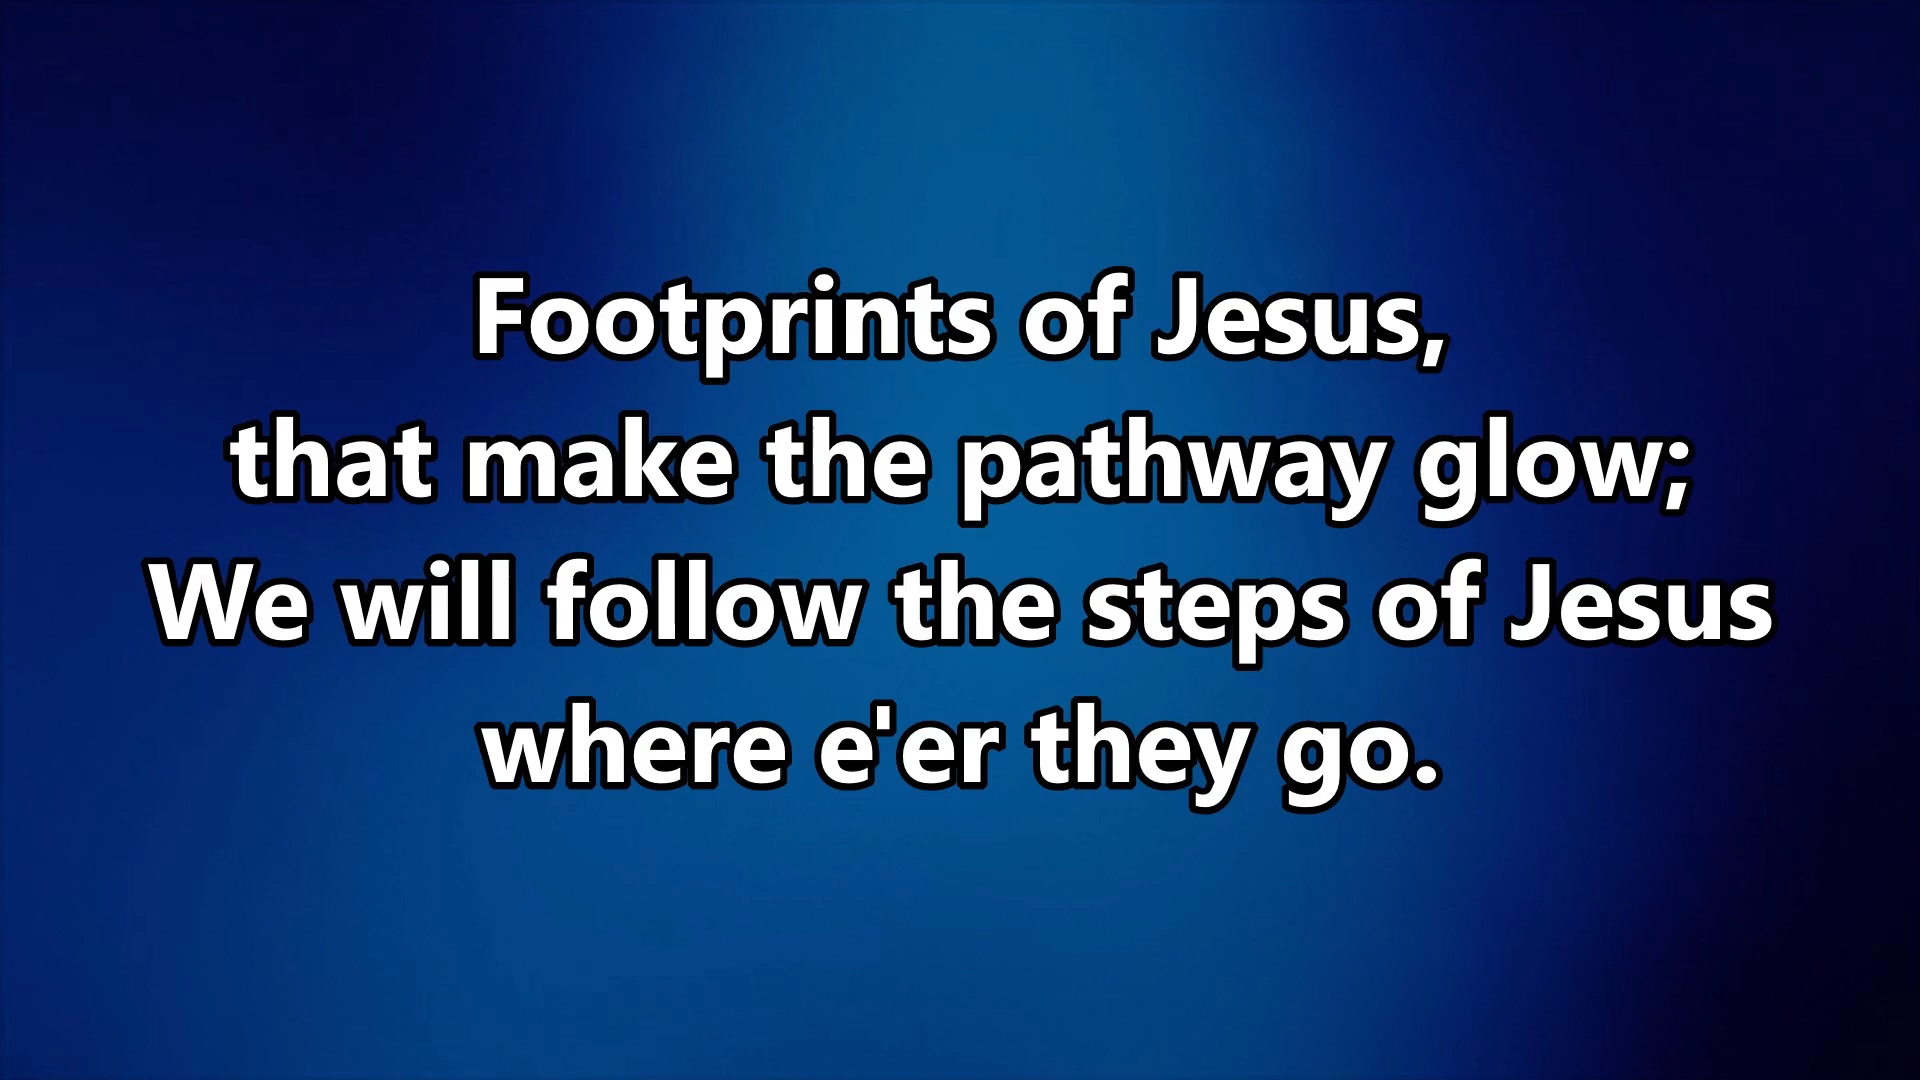 Footprints of Jesus,
that make the pathway glow;
We will follow the steps of Jesus
where e'er they go.